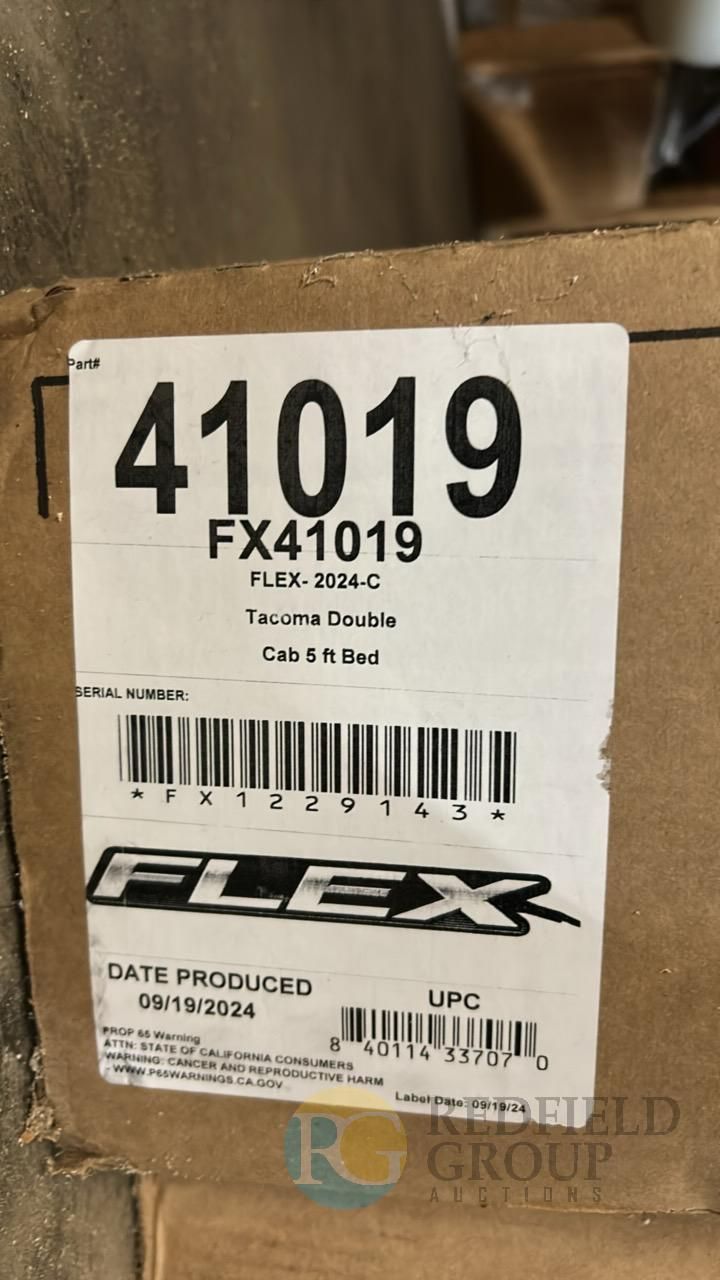 Part#
41019
FX41019
FLEX- 2024-C
Tacoma Double
Cab 5 ft Bed
SERIAL NUMBER:
*FX1229143*
FLEX
DATE PRODUCED
09/19/2024
UPC
8 40114 33707 0
PROP 65 Warning
ATTN: STATE OF CALIFORNIA CONSUMERS
WARNING: CANCER AND REPRODUCTIVE HARM
- WWW.P65WARNINGS.CA.GOV
Label Date: 09/19/24
RG
REDFIELD
GROUP
AUCTIONS